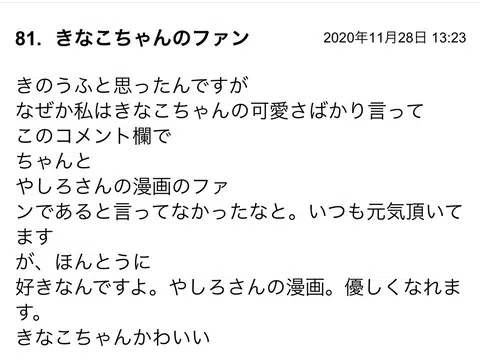 81. きなこちゃんのファン 2020年11月28日 13:23
きのうふと思ったんですが
なぜか私はきなこちゃんの可愛さばかり言って
このコメント欄で
ちゃんと
やしろさんの漫画のファ
ンであると言ってなかったなと。いつも元気頂いて
ます
が、ほんとうに
好きなんですよ。やしろさんの漫画。優しくなれま
す。
きなこちゃんかわいい